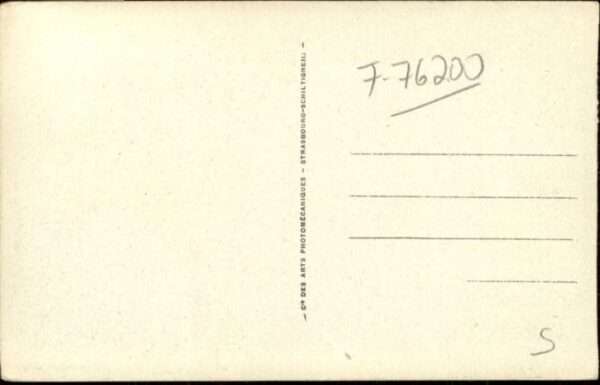 — Cie DES ARTS PHOTOMÉCANIQUES – STRASBOURG-SCHILTIGHEIM —
F-76200
S